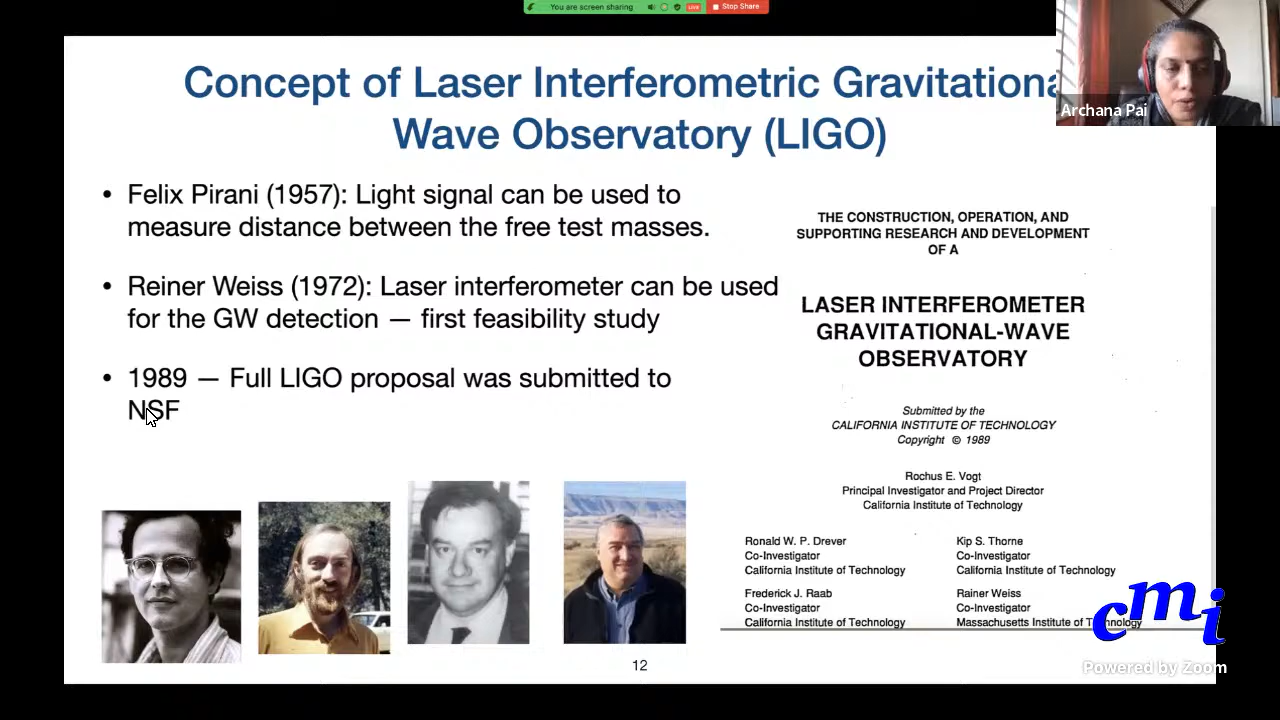 You are screen sharing
LIVE
Stop Share
Archana Pai
Concept of Laser Interferometric Gravitationa
Wave Observatory (LIGO)
• Felix Pirani (1957): Light signal can be used to
measure distance between the free test masses.
• Reiner Weiss (1972): Laser interferometer can be used
for the GW detection — first feasibility study
• 1989 — Full LIGO proposal was submitted to
NSF
THE CONSTRUCTION, OPERATION, AND
SUPPORTING RESEARCH AND DEVELOPMENT
OF A
LASER INTERFEROMETER
GRAVITATIONAL-WAVE
OBSERVATORY
Submitted by the
CALIFORNIA INSTITUTE OF TECHNOLOGY
Copyright © 1989
Rochus E. Vogt
Principal Investigator and Project Director
California Institute of Technology
Ronald W. P. Drever
Co-Investigator
California Institute of Technology
Kip S. Thorne
Co-Investigator
California Institute of Technology
Frederick J. Raab
Co-Investigator
California Institute of Technology
Rainer Weiss
Co-Investigator
Massachusetts Institute of Technology
cmi
12
Powered by Zoom